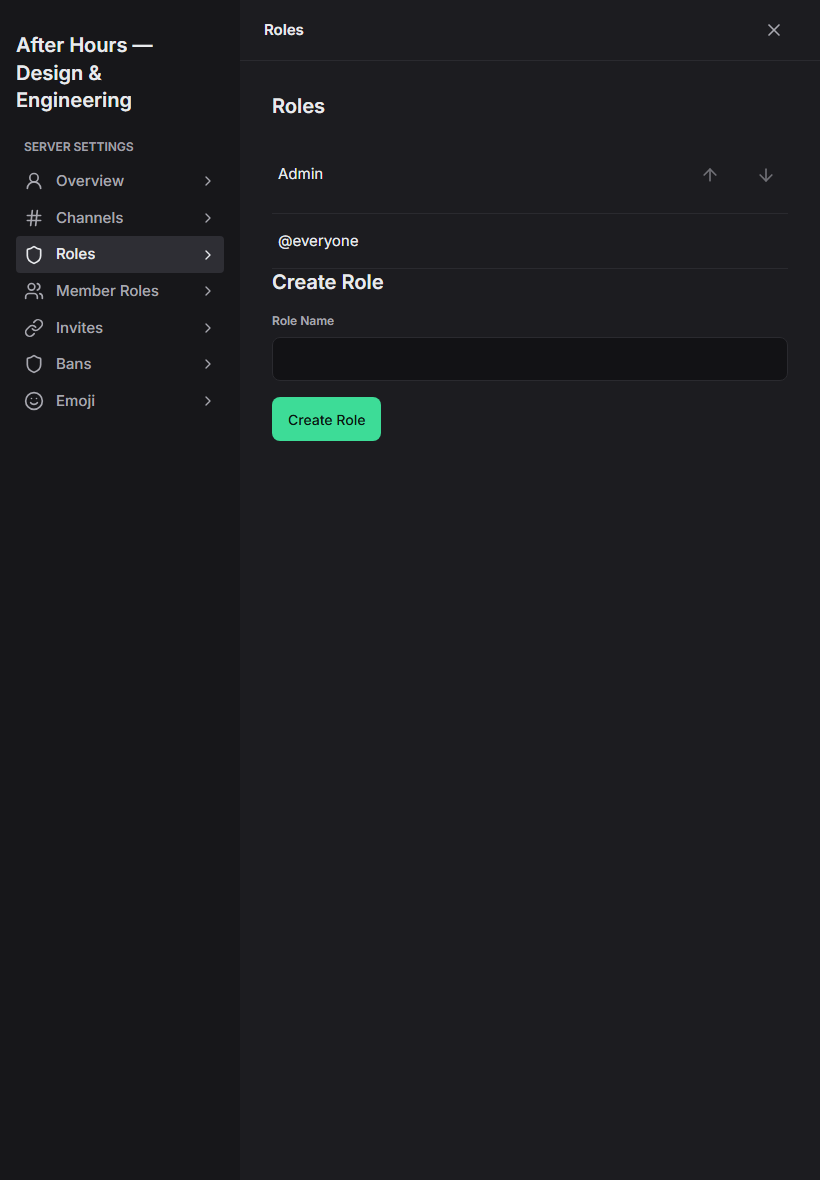 After Hours —
Design &
Engineering
SERVER SETTINGS
Overview
Channels
Roles
Member Roles
Invites
Bans
Emoji
Roles
Roles
Admin
@everyone
Create Role
Role Name
Create Role